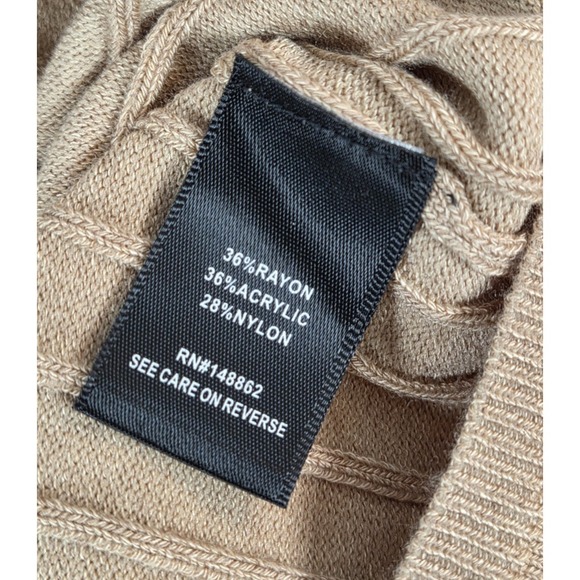 36%RAYON
36%ACRYLIC
28%NYLON
RN#148862
SEE CARE ON REVERSE